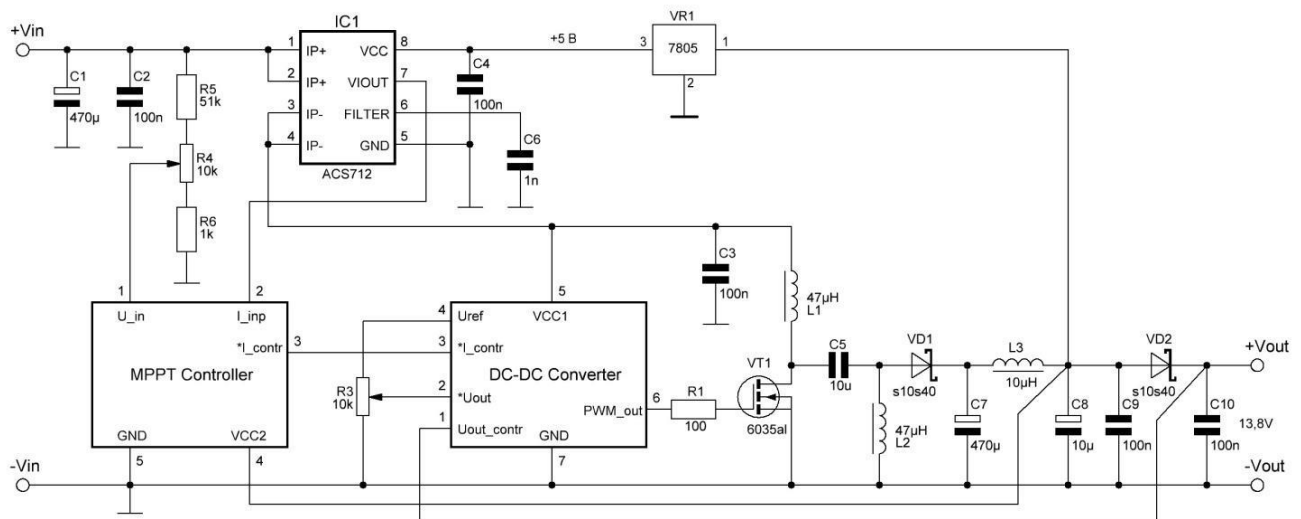 IC1
VR1
+Vin
1 IP+ VCC 8
+5 В
3 7805 1
2
2 IP+ VIOUT 7
3 IP- FILTER 6
4 IP- GND 5
ACS712
C1
470µ
C2
100n
R5
51k
R4
10k
R6
1k
C4
100n
C6
1n
C3
100n
47µH
L1
1
2
U_in
I_inp
*I_contr
3
MPPT Controller
GND
VCC2
5
4
5
4
Uref
VCC1
3
*I_contr
R3
10k
2
*Uout
DC-DC Converter
1
Uout_contr
PWM_out
6
GND
7
R1
100
VT1
6035al
C5
10u
VD1
s10s40
L3
10µH
VD2
s10s40
+Vout
47µH
L2
C7
470µ
C8
10µ
C9
100n
C10
100n
13,8V
-Vin
-Vout